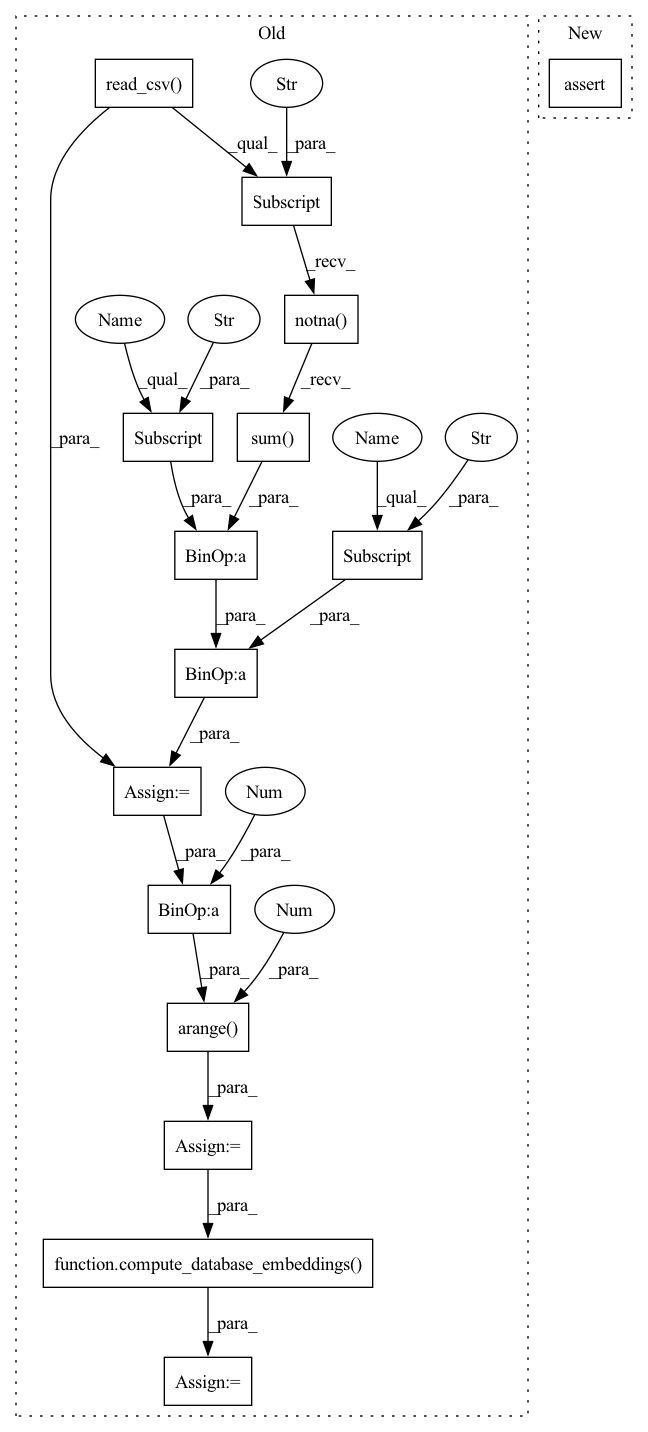 Old
New
read_csv()
Str
assert
_qual_
_para_
Subscript
_recv_
Name
Str
notna()
_qual_
_para_
_recv_
_para_
Subscript
sum()
Name
Str
_para_
_para_
_qual_
_para_
BinOp:a
Subscript
_para_
_para_
BinOp:a
_para_
Assign:=
Num
_para_
_para_
BinOp:a
Num
_para_
_para_
arange()
_para_
Assign:=
_para_
function.compute_database_embeddings()
_para_
Assign:=